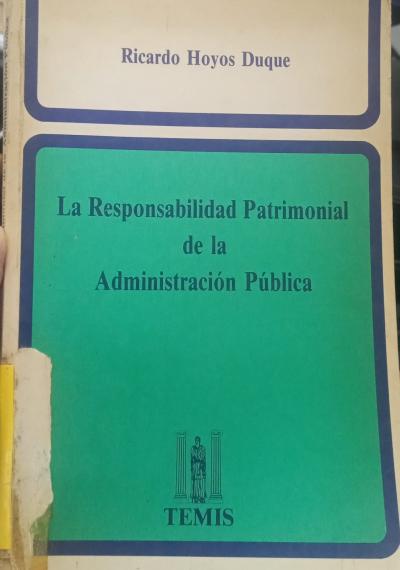 Ricardo Hoyos Duque
La Responsabilidad Patrimonial
de la
Administración Pública
TEMIS